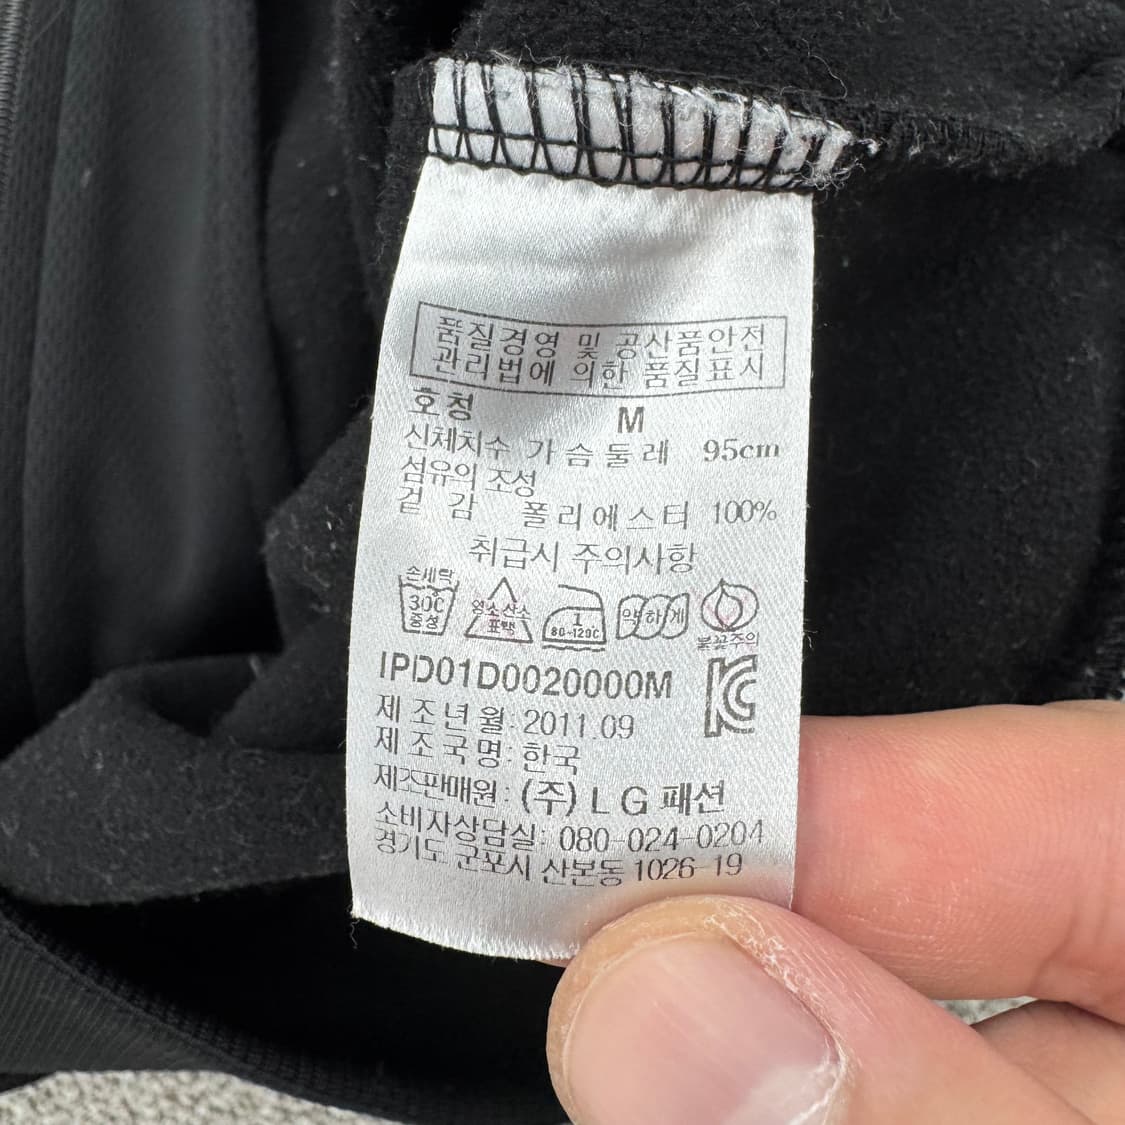 품질경영 및 공산품안전
관리법에 의한 품질표시
호칭 M
신체치수 가슴둘레 95cm
섬유의 조성
겉감 폴리에스터 100%
취급시 주의사항
손세탁
30C
중성
염소산소
표백
1
80-120C
약하게
불꽃주의
IPD01D0020000M
제조년월: 2011.09
제조국명: 한국
제조판매원: (주) LG 패션
소비자상담실: 080-024-0204
경기도 군포시 산본동 1026-19